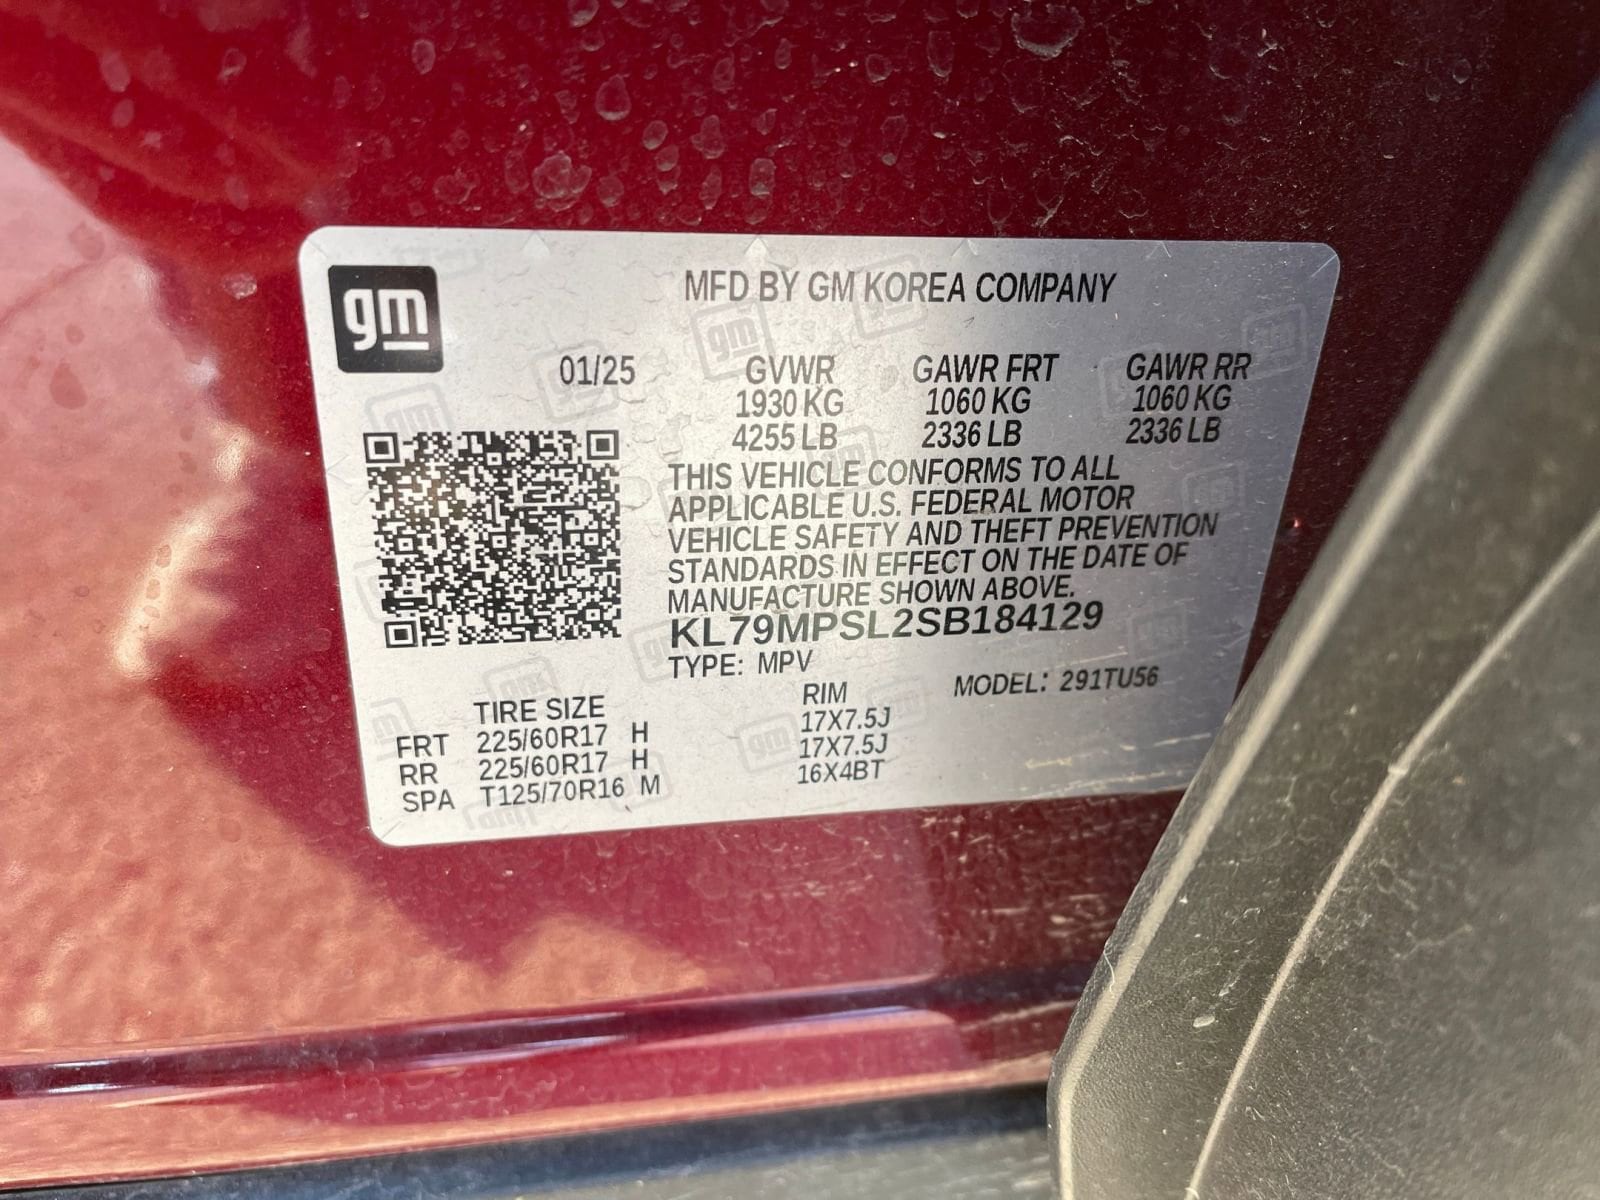 gm
MFD BY GM KOREA COMPANY
01/25
GVWR GAWR FRT GAWR RR
1930 KG 1060 KG 1060 KG
4255 LB 2336 LB 2336 LB
THIS VEHICLE CONFORMS TO ALL
APPLICABLE U.S. FEDERAL MOTOR
VEHICLE SAFETY AND THEFT PREVENTION
STANDARDS IN EFFECT ON THE DATE OF
MANUFACTURE SHOWN ABOVE.
KL79MPSL2SB184129
TYPE: MPV MODEL: 291TU56
TIRE SIZE RIM
FRT 225/60R17 H 17X7.5J
RR 225/60R17 H 17X7.5J
SPA T125/70R16 M 16X4BT